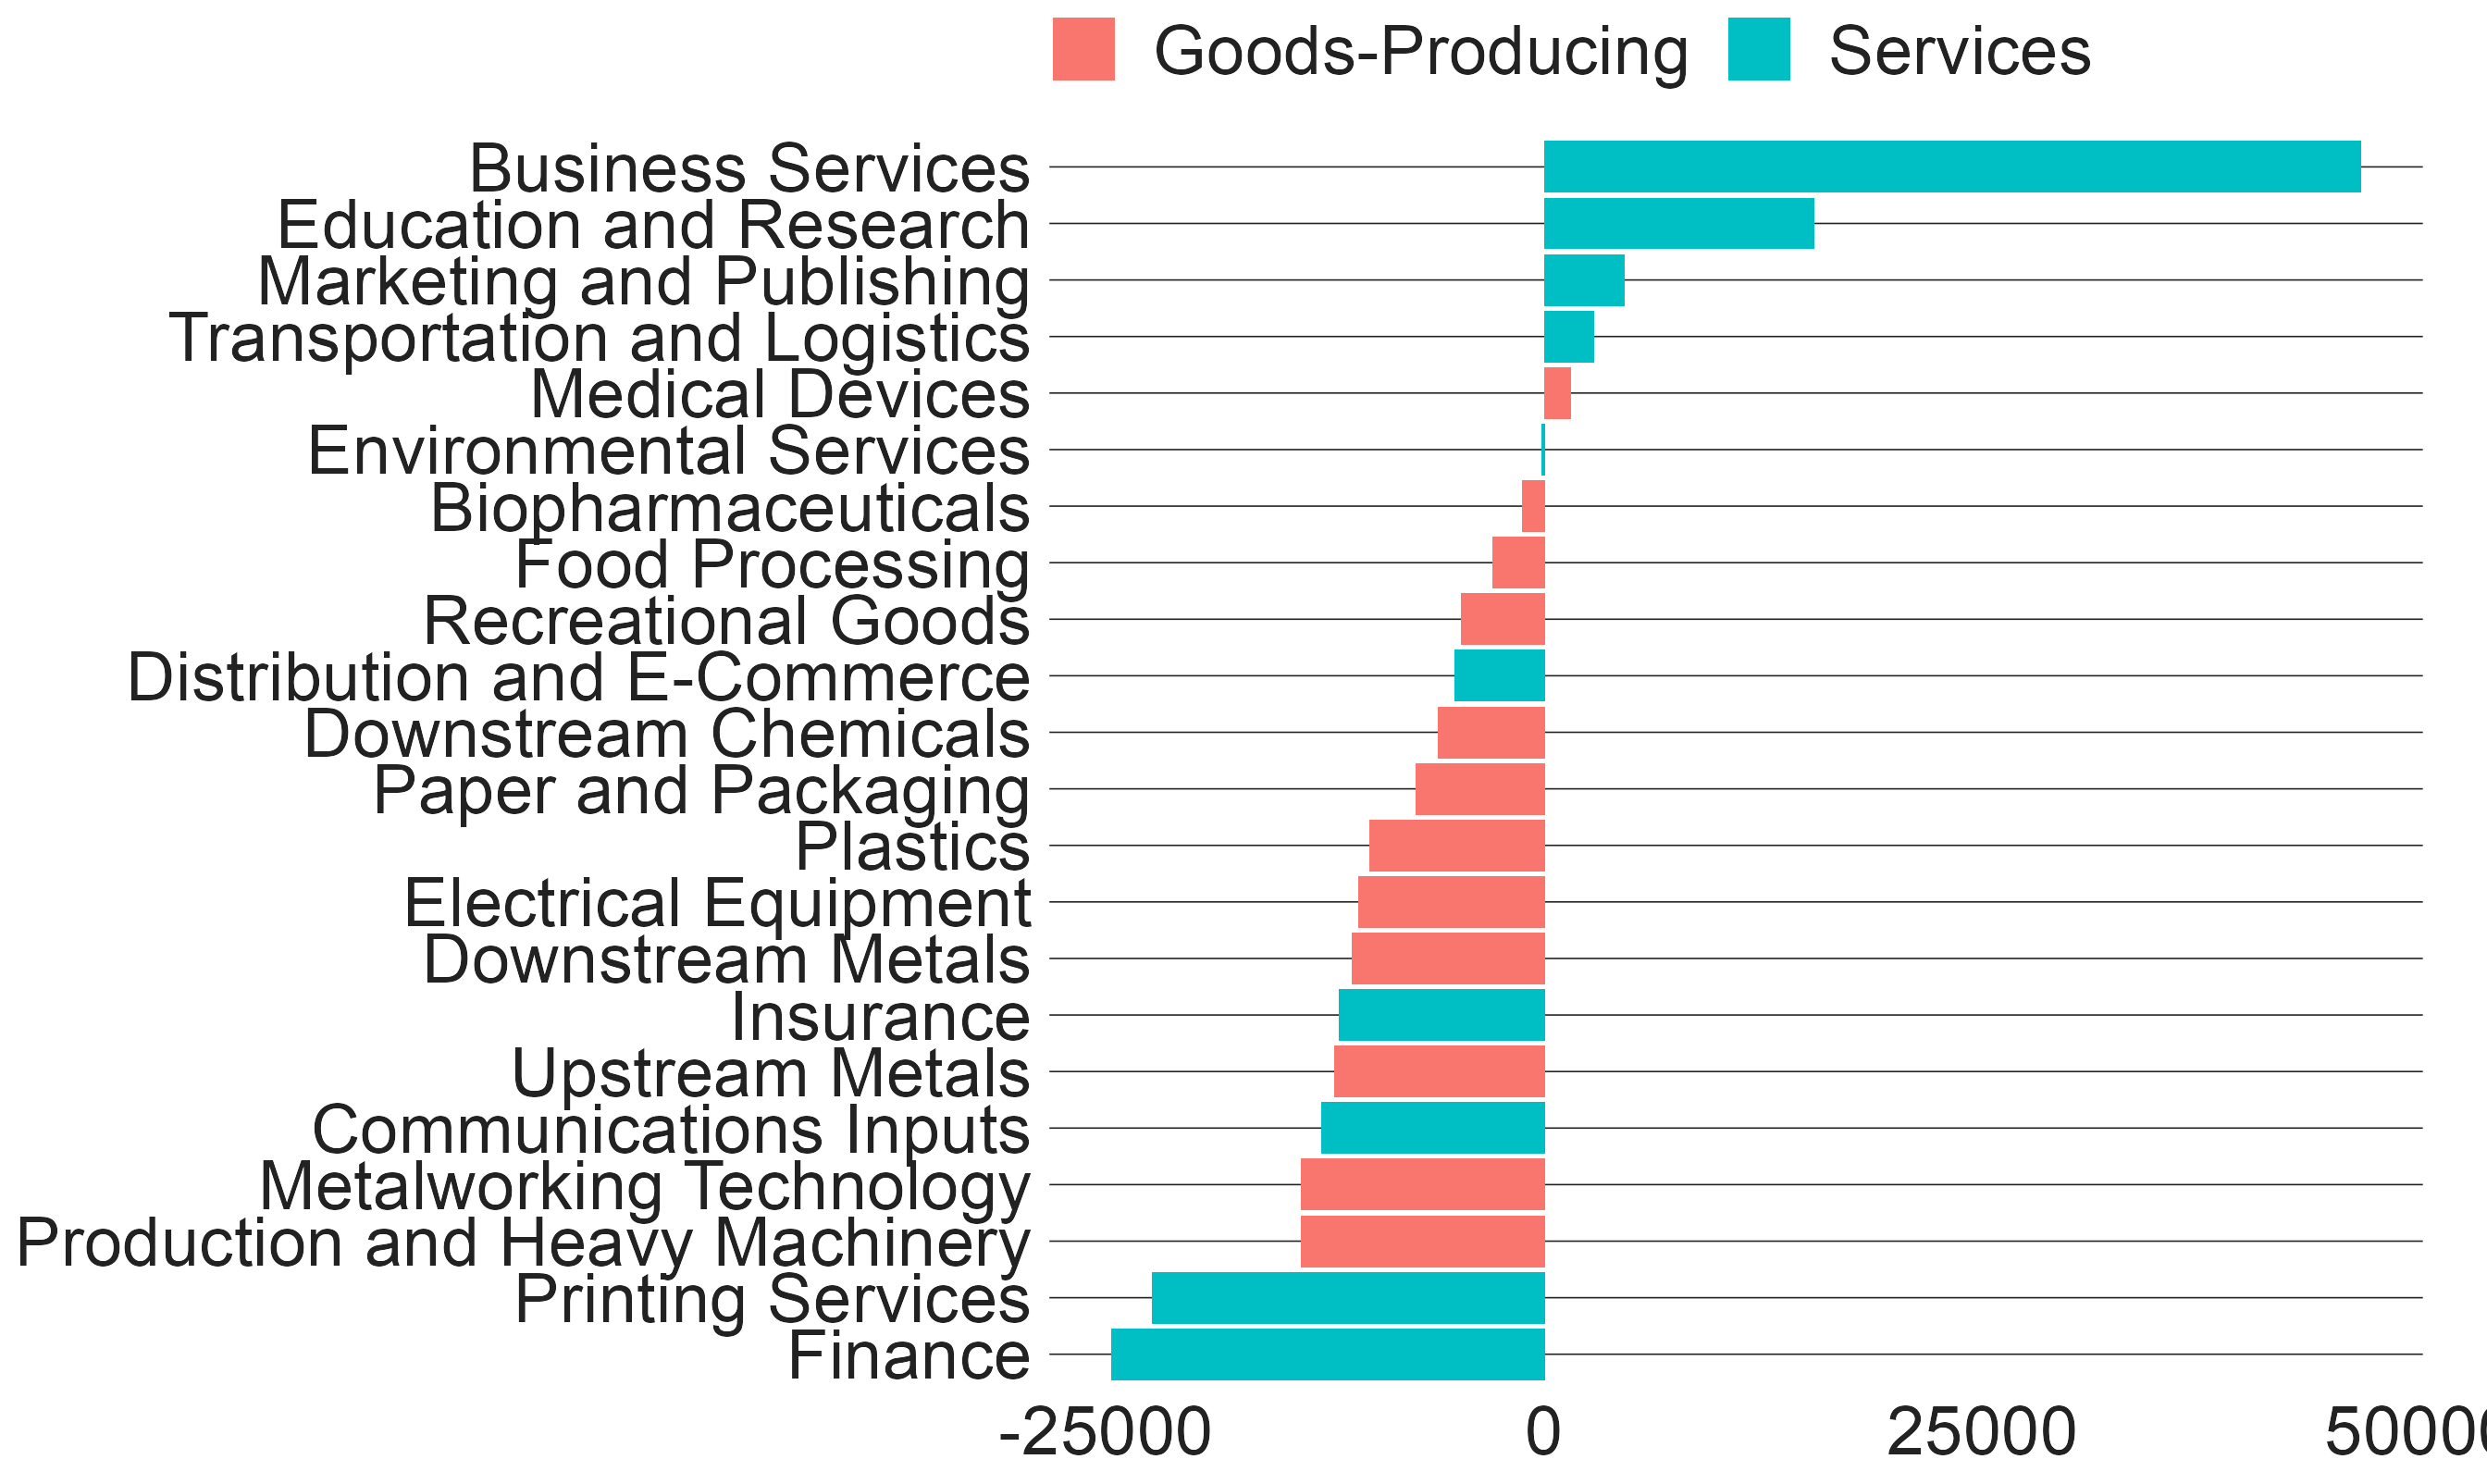 Goods-Producing Services
Business Services
Education and Research
Marketing and Publishing
Transportation and Logistics
Medical Devices
Environmental Services
Biopharmaceuticals
Food Processing
Recreational Goods
Distribution and E-Commerce
Downstream Chemicals
Paper and Packaging
Plastics
Electrical Equipment
Downstream Metals
Insurance
Upstream Metals
Communications Inputs
Metalworking Technology
Production and Heavy Machinery
Printing Services
Finance
-25000 0 25000 50000